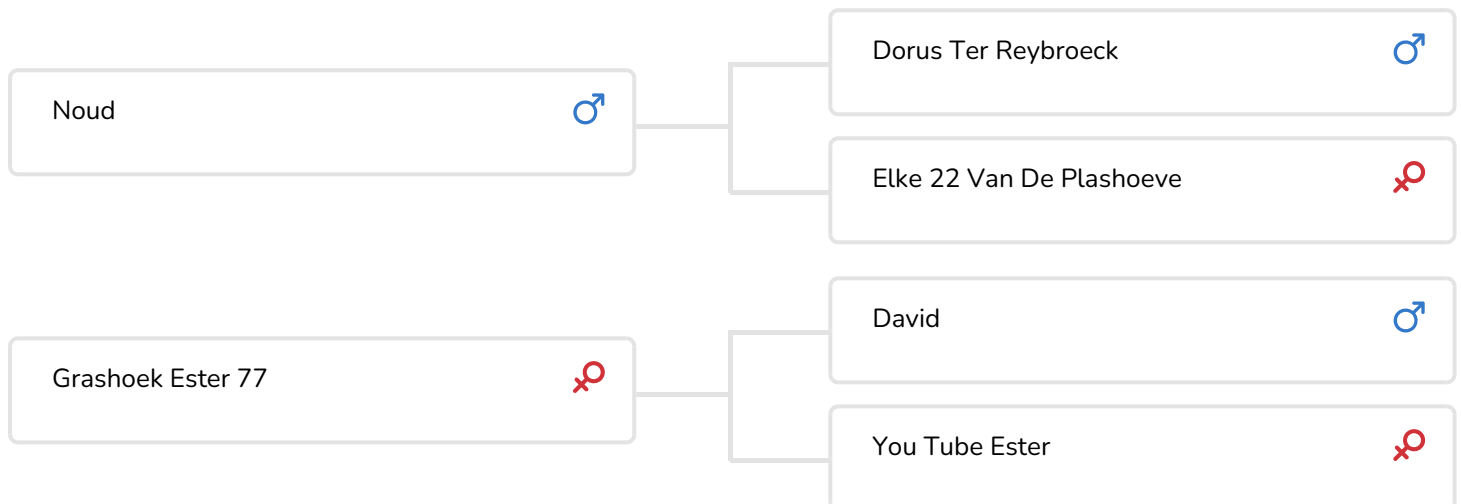 Noud
Dorus Ter Reybroeck
Elke 22 Van De Plashoeve
Grashoek Ester 77
David
You Tube Ester